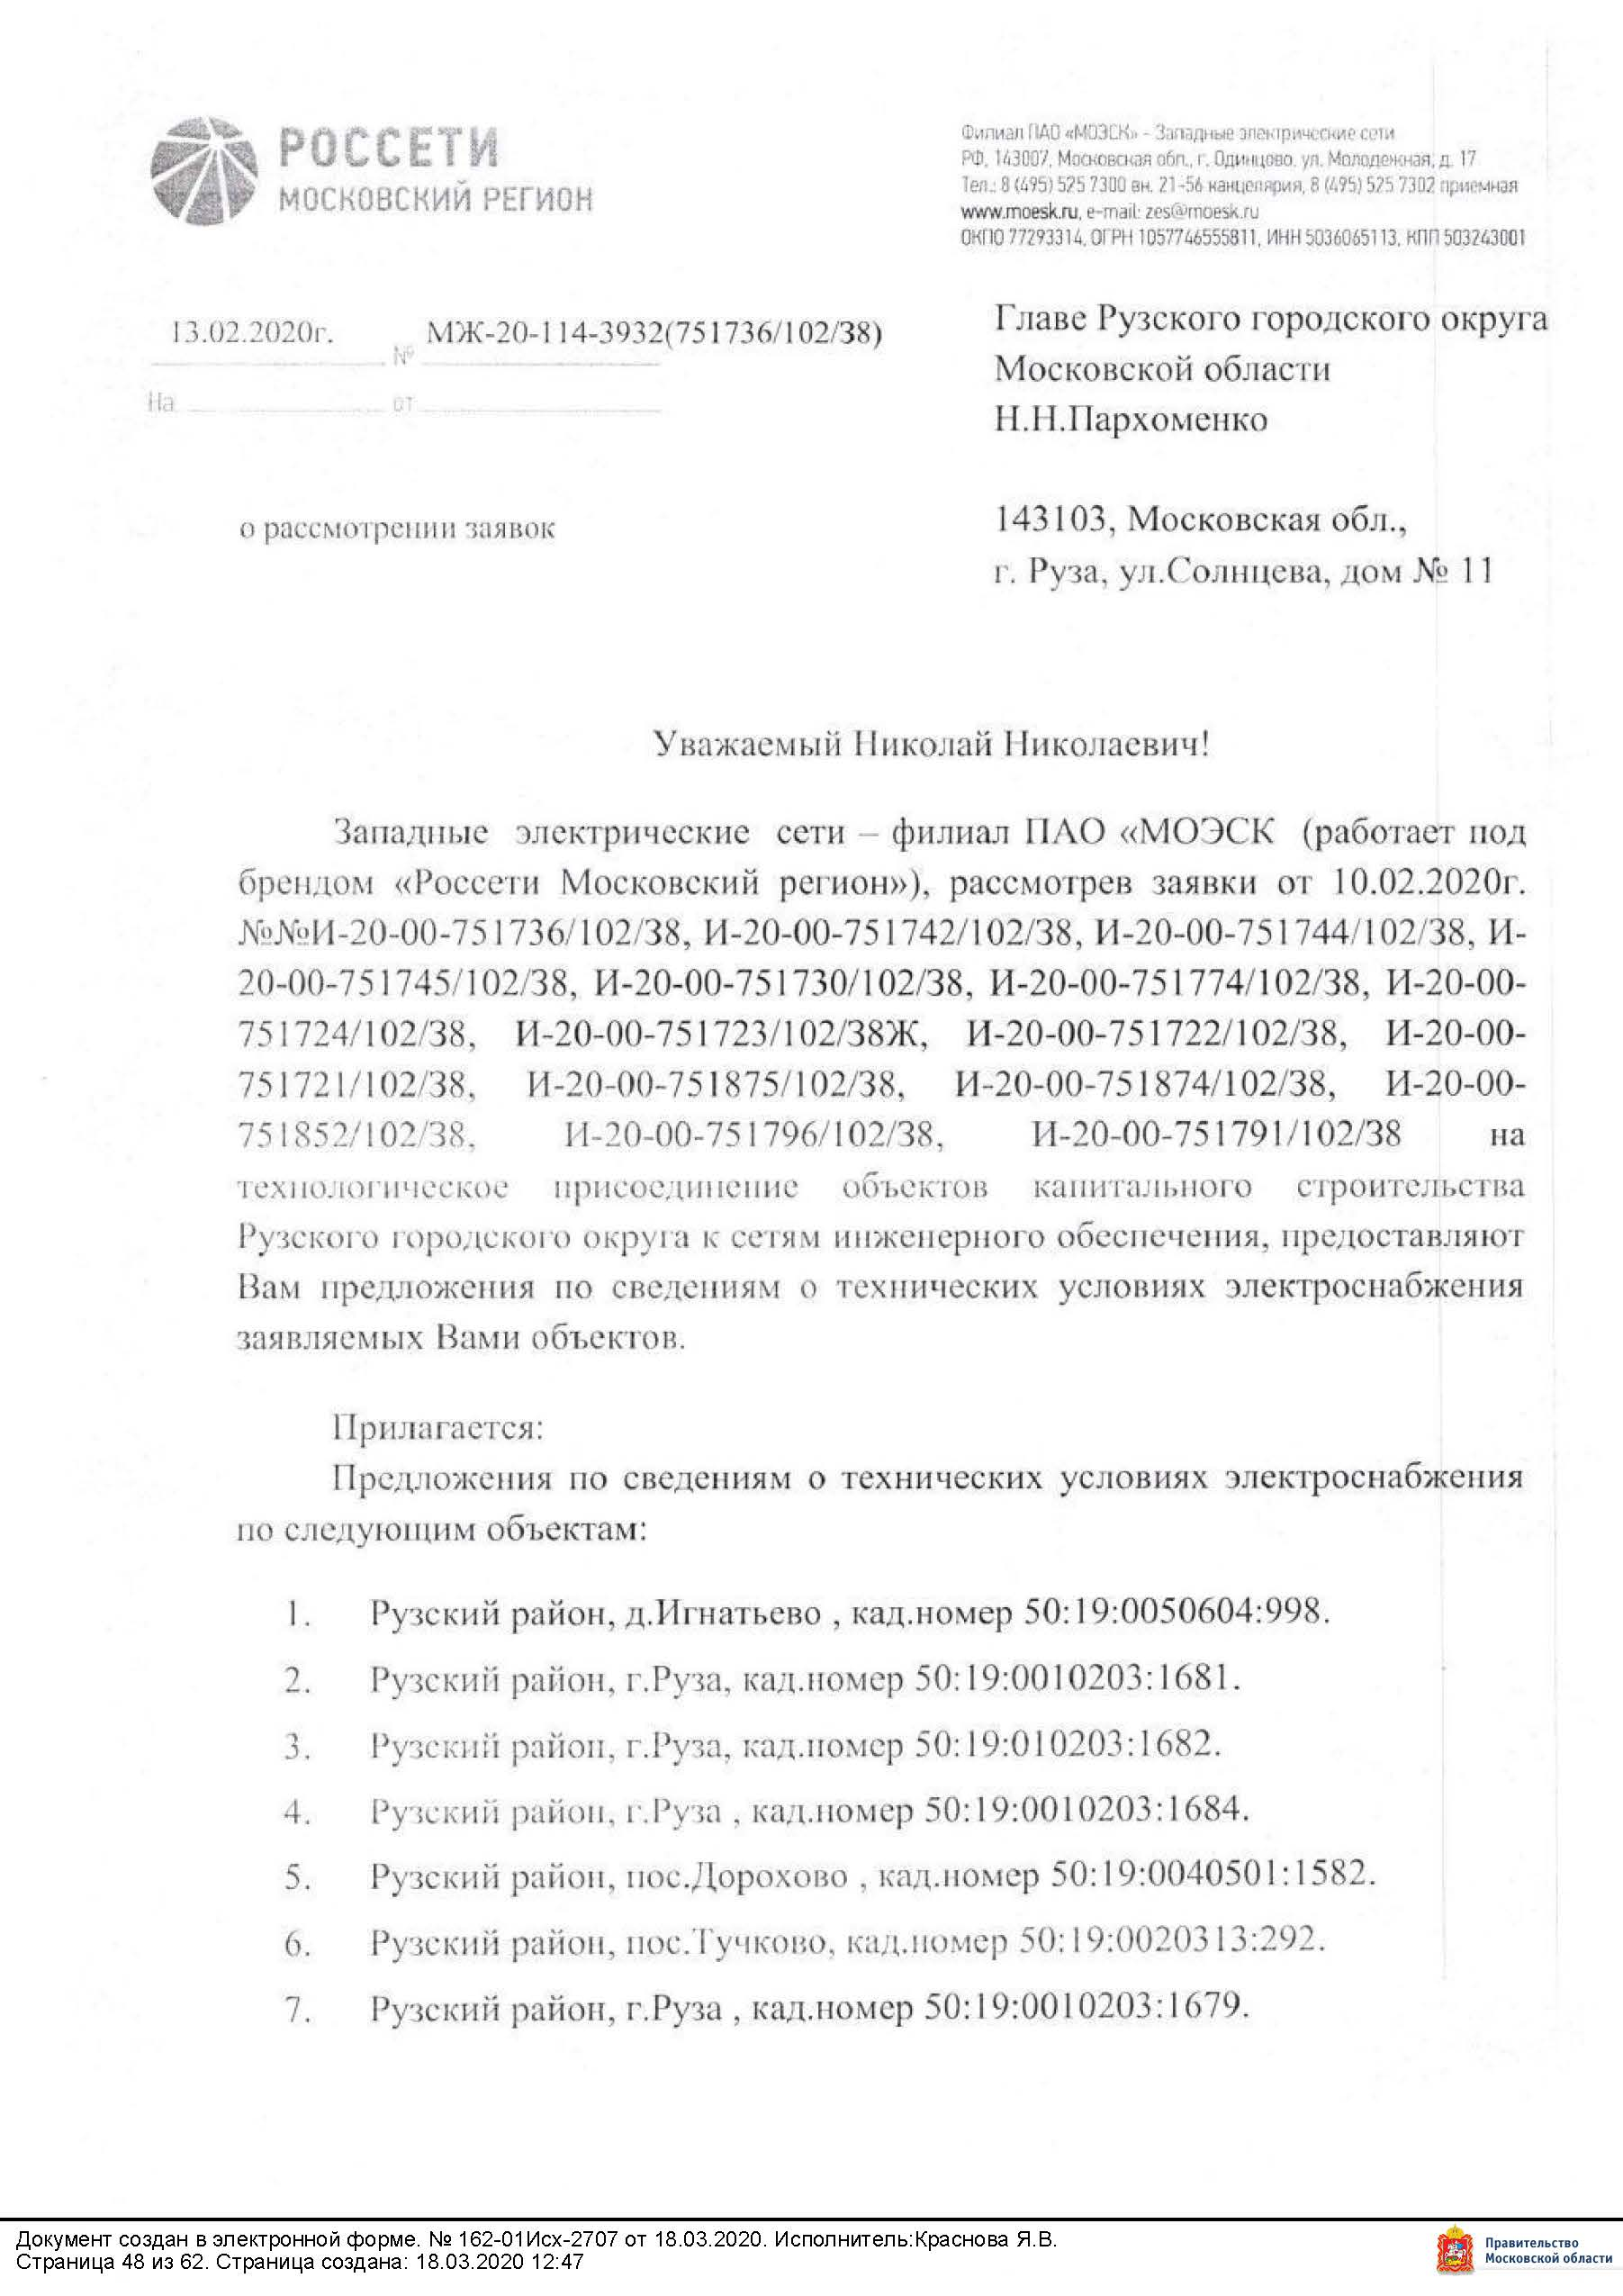 РОССЕТИ
МОСКОВСКИЙ РЕГИОН
Филиал ПАО «МОЭСК» - Западные электрические сети
РФ, 143007, Московская обл., г. Одинцово, ул. Молодежная, д. 17
Тел.: 8 (495) 525 7300 вн. 21-56 канцелярия, 8 (495) 525 7302 приемная
www.moesk.ru, e-mail: zes@moesk.ru
ОКПО 77293314, ОГРН 1057746555811, ИНН 5036065113, КПП 503243001
13.02.2020г. № МЖ-20-114-3932(751736/102/38)
На от
Главе Рузского городского округа
Московской области
Н.Н.Пархоменко
143103, Московская обл.,
г. Руза, ул.Солнцева, дом № 11
о рассмотрении заявок
Уважаемый Николай Николаевич!
Западные электрические сети – филиал ПАО «МОЭСК (работает под
брендом «Россети Московский регион»), рассмотрев заявки от 10.02.2020г.
№№И-20-00-751736/102/38, И-20-00-751742/102/38, И-20-00-751744/102/38, И-
20-00-751745/102/38, И-20-00-751730/102/38, И-20-00-751774/102/38, И-20-00-
751724/102/38, И-20-00-751723/102/38Ж, И-20-00-751722/102/38, И-20-00-
751721/102/38, И-20-00-751875/102/38, И-20-00-751874/102/38, И-20-00-
751852/102/38, И-20-00-751796/102/38, И-20-00-751791/102/38 на
технологическое присоединение объектов капитального строительства
Рузского городского округа к сетям инженерного обеспечения, предоставляют
Вам предложения по сведениям о технических условиях электроснабжения
заявляемых Вами объектов.
Прилагается:
Предложения по сведениям о технических условиях электроснабжения
по следующим объектам:
1. Рузский район, д.Игнатьево , кад.номер 50:19:0050604:998.
2. Рузский район, г.Руза, кад.номер 50:19:0010203:1681.
3. Рузский район, г.Руза, кад.номер 50:19:010203:1682.
4. Рузский район, г.Руза , кад.номер 50:19:0010203:1684.
5. Рузский район, пос.Дорохово , кад.номер 50:19:0040501:1582.
6. Рузский район, пос.Тучково, кад.номер 50:19:0020313:292.
7. Рузский район, г.Руза , кад.номер 50:19:0010203:1679.
Документ создан в электронной форме. № 162-01Исх-2707 от 18.03.2020. Исполнитель:Краснова Я.В.
Страница 48 из 62. Страница создана: 18.03.2020 12:47
Правительство
Московской области